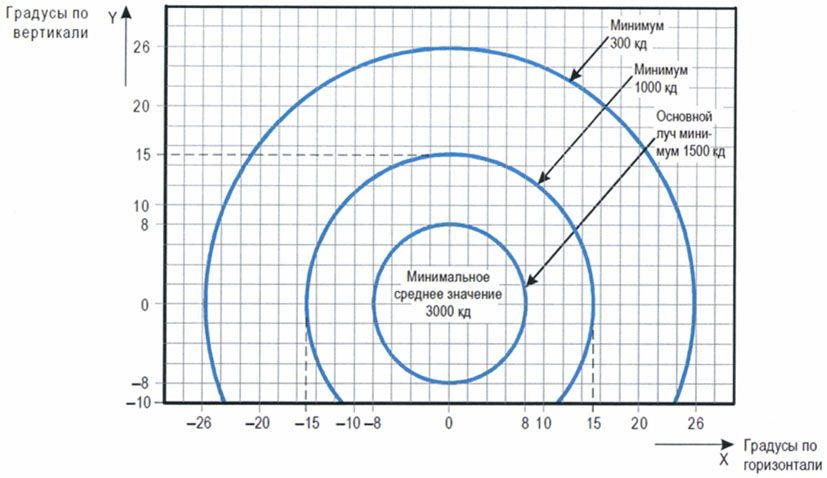 Градусы по
вертикали
Y
Минимум
300 кд
Минимум
1000 кд
Основной
луч мини-
мум 1500 кд
26
20
15
10
8
0
–8
–10
Минимальное
среднее значение
3000 кд
–26 –20 –15 –10 –8 0 8 10 15 20 26
X
Градусы по
горизонтали